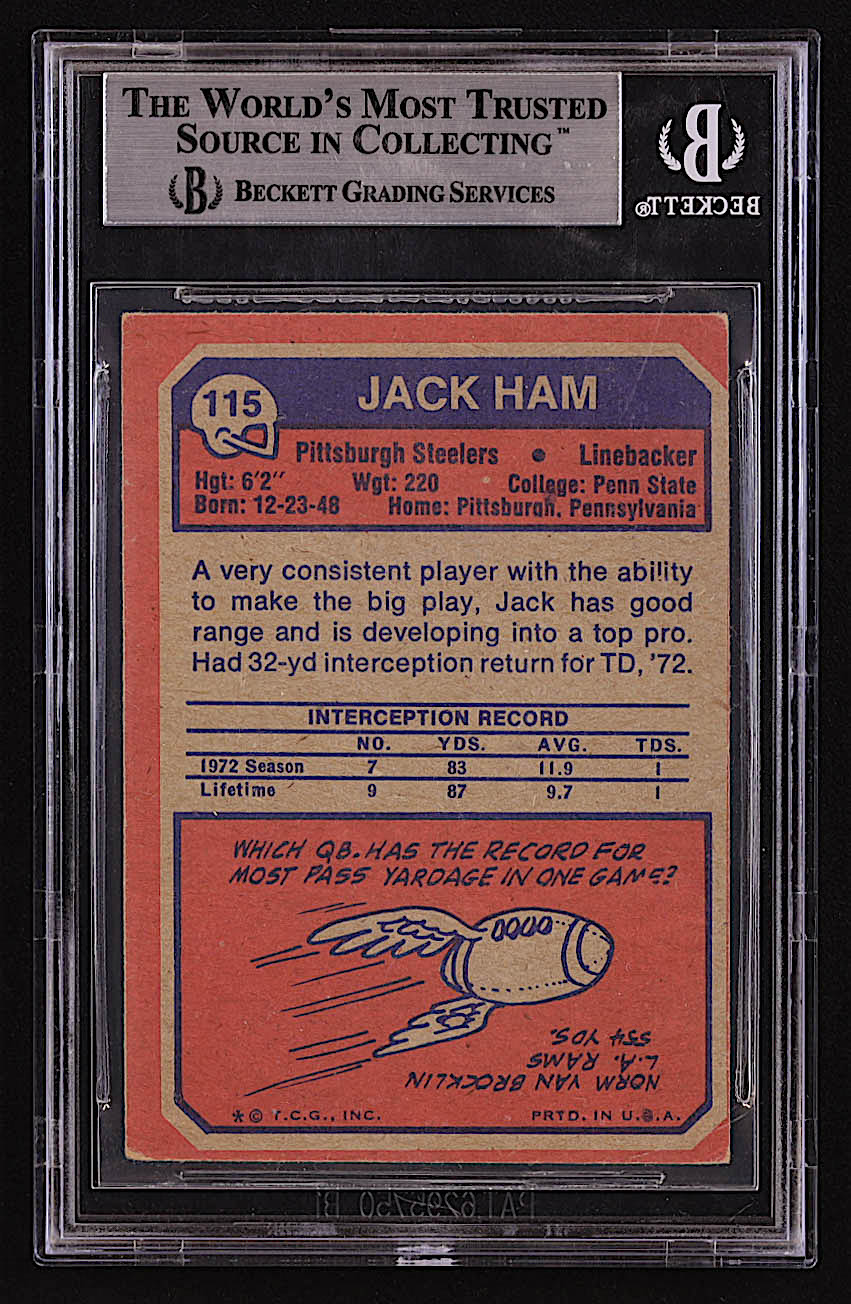 THE WORLD'S MOST TRUSTED
SOURCE IN COLLECTING™
B BECKETT GRADING SERVICES
B
BECKETT®
115
JACK HAM
Pittsburgh Steelers • Linebacker
Hgt: 6'2" Wgt: 220 College: Penn State
Born: 12-23-48 Home: Pittsburgh, Pennsylvania
A very consistent player with the ability
to make the big play, Jack has good
range and is developing into a top pro.
Had 32-yd interception return for TD, '72.
INTERCEPTION RECORD
NO. YDS. AVG. TDS.
1972 Season 7 83 11.9 1
Lifetime 9 87 9.7 1
WHICH QB. HAS THE RECORD FOR
MOST PASS YARDAGE IN ONE GAME?
NORM VAN BROCKLIN
L.A. RAMS
554 YDS.
*© T.C.G., INC. PRTD. IN U.S.A.